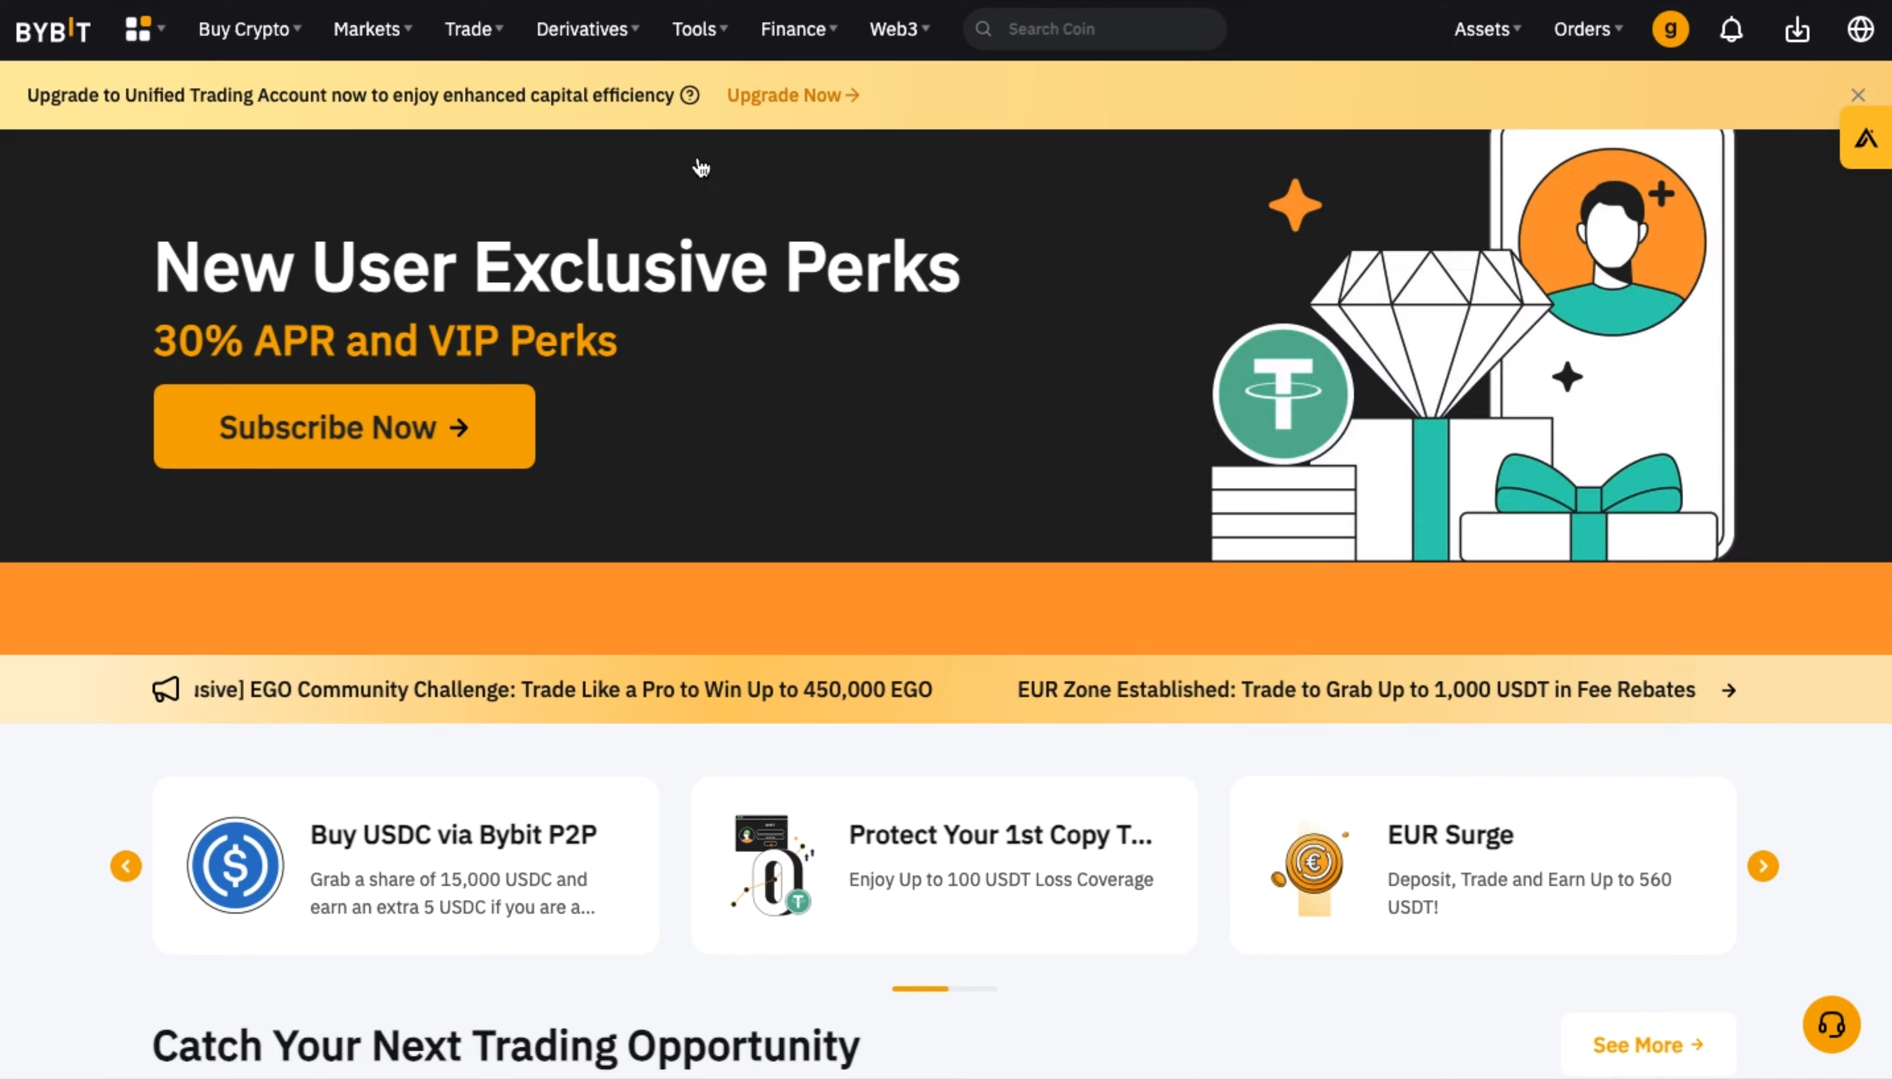 BYBIT
Buy Crypto
Markets
Trade
Derivatives
Tools
Finance
Web3
Search Coin
Assets
Orders
g
Upgrade to Unified Trading Account now to enjoy enhanced capital efficiency ?
Upgrade Now →
New User Exclusive Perks
30% APR and VIP Perks
Subscribe Now →
usive] EGO Community Challenge: Trade Like a Pro to Win Up to 450,000 EGO
EUR Zone Established: Trade to Grab Up to 1,000 USDT in Fee Rebates →
Buy USDC via Bybit P2P
Grab a share of 15,000 USDC and
earn an extra 5 USDC if you are a...
Protect Your 1st Copy T...
Enjoy Up to 100 USDT Loss Coverage
EUR Surge
Deposit, Trade and Earn Up to 560
USDT!
Catch Your Next Trading Opportunity
See More →